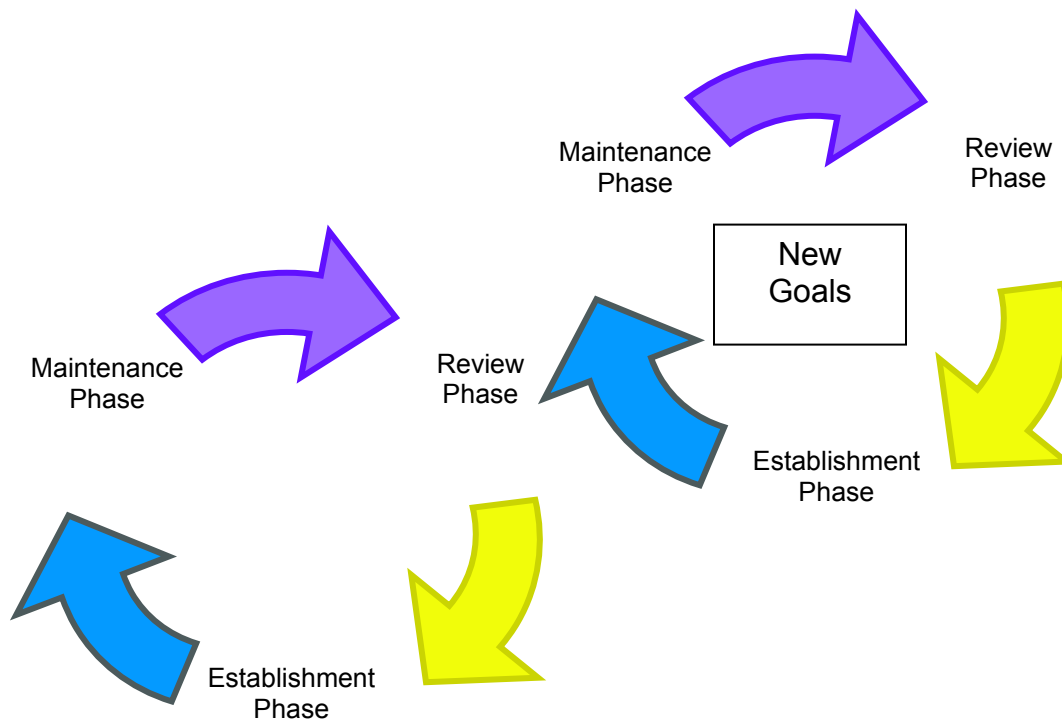 Maintenance
Phase
Review
Phase
New
Goals
Maintenance
Phase
Review
Phase
Establishment
Phase
Establishment
Phase